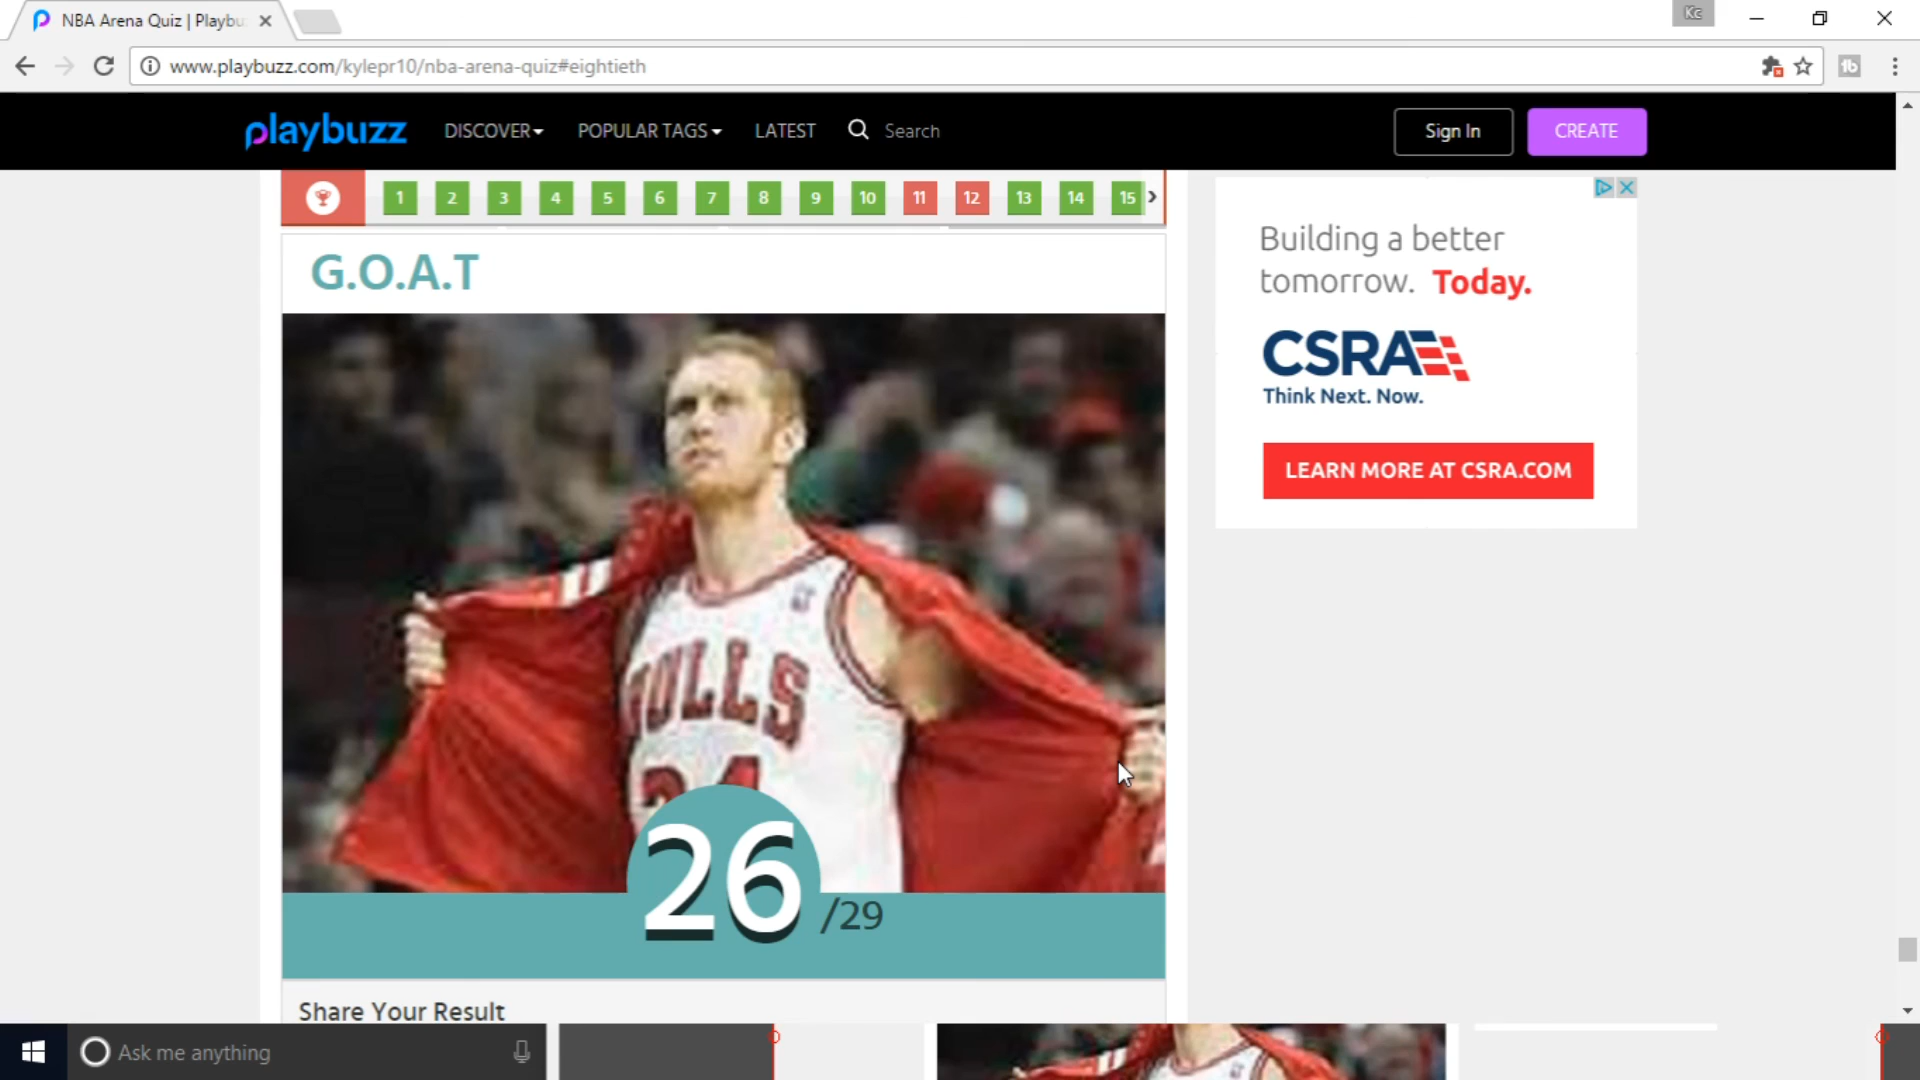 NBA Arena Quiz | Playbu
Kc
www.playbuzz.com/kylepr10/nba-arena-quiz#eightieth
playbuzz
DISCOVER
POPULAR TAGS
LATEST
Search
Sign In
CREATE
1 2 3 4 5 6 7 8 9 10 11 12 13 14 15
G.O.A.T
Building a better
tomorrow. Today.
CSRA
Think Next. Now.
LEARN MORE AT CSRA.COM
BULLS
24
26
/29
Share Your Result
Ask me anything